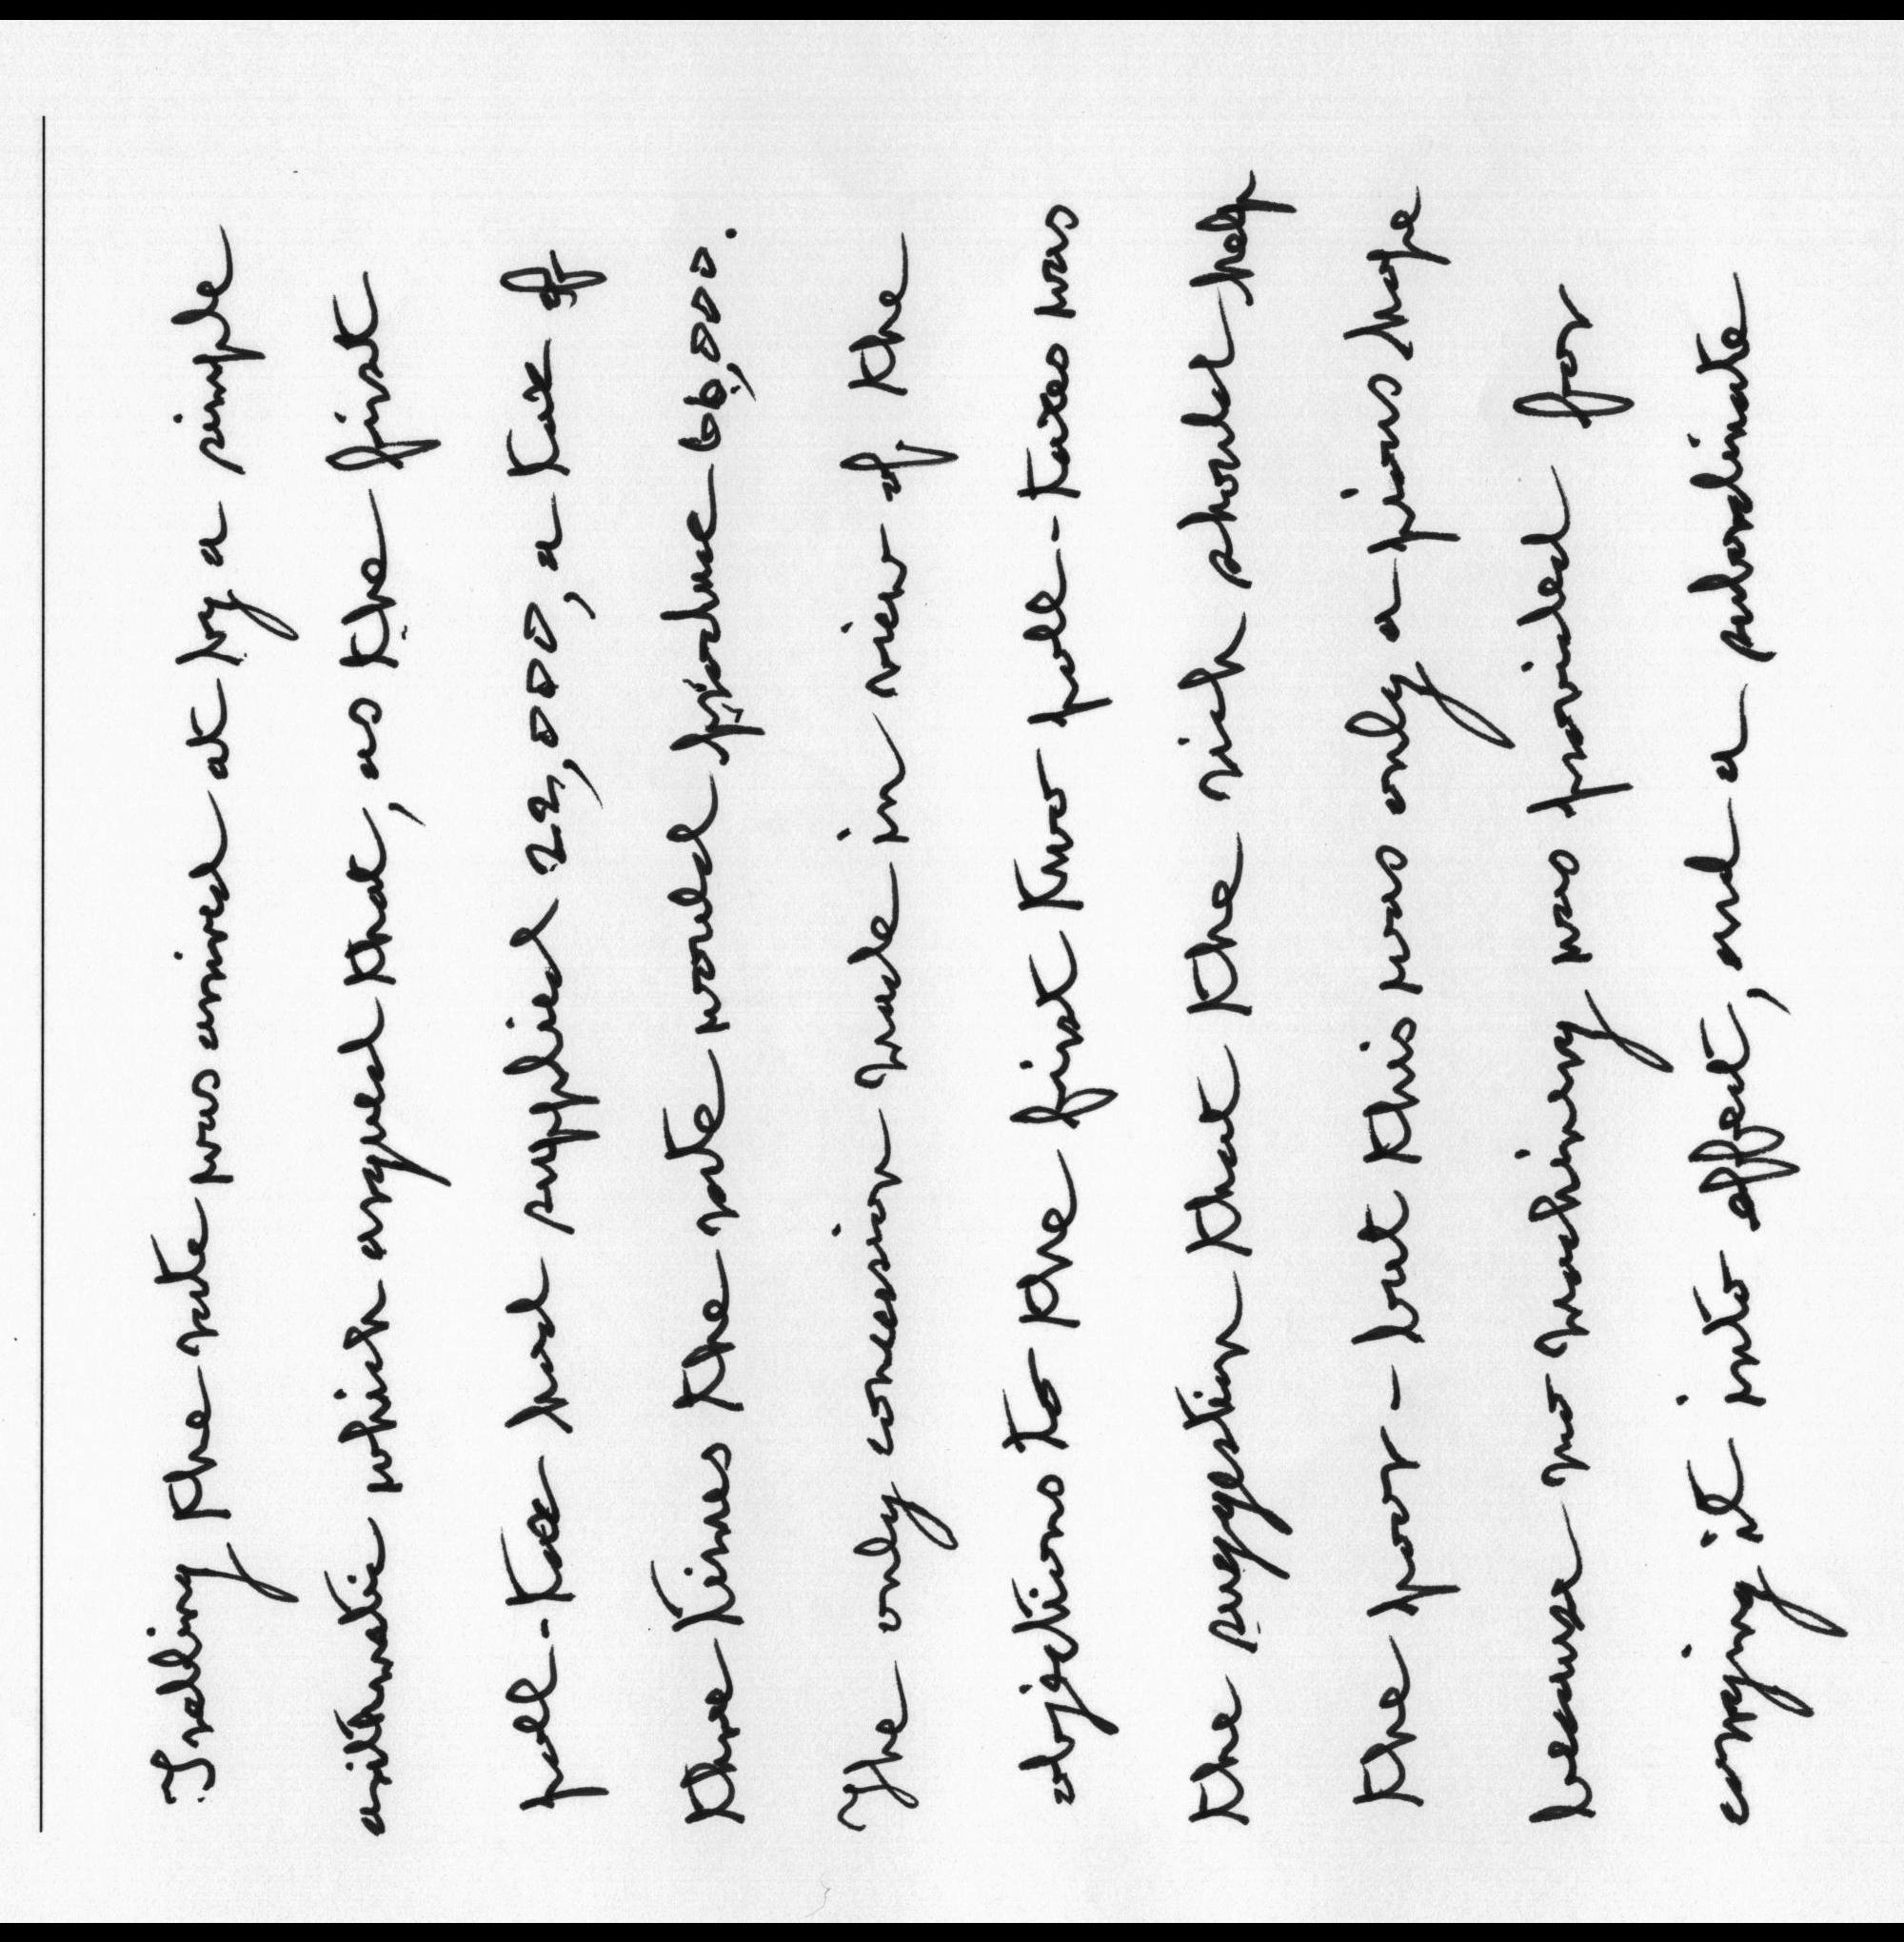 Trebling the rate was arrived at by a simple
arithmetic which argued that, as the first
poll-tax had supplied 22,000, a tax of
three times the rate would produce 66,000.
The only concession made in view of the
objections to the first two poll-taxes was
the suggestion that the rich should help
the poor - but this was only a pious hope
because no machinery was provided for
carrying it into effect, and a subordinate